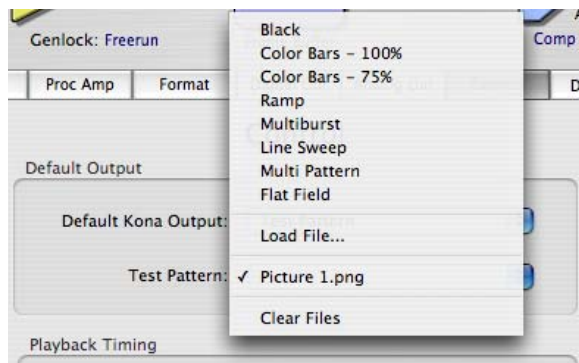 Black
Genlock: Freerun
Comp
Color Bars - 100%
Color Bars - 75%
Proc Amp
Format
D
Ramp
Multiburst
Line Sweep
Default Output
Multi Pattern
Flat Field
Default Kona Output:
Load File...
Test Pattern: ✓ Picture 1.png
Clear Files
Playback Timing